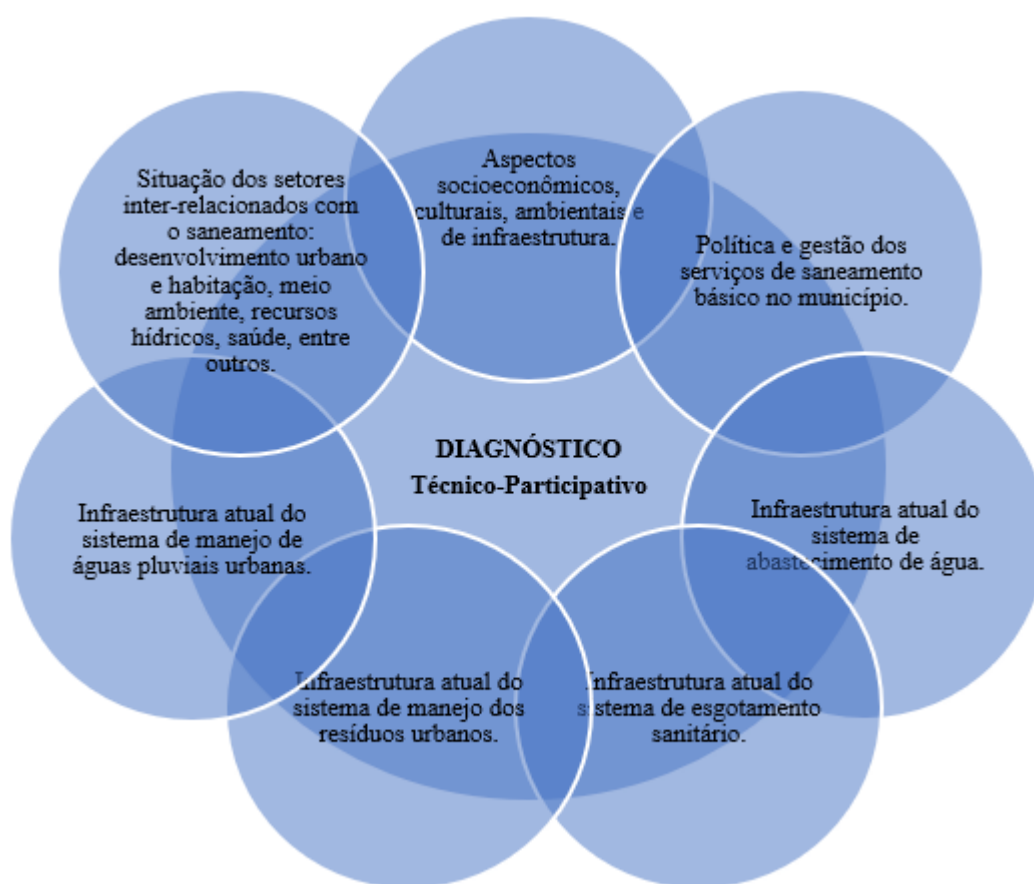 Aspectos
socioeconômicos,
culturais, ambientais e
de infraestrutura.
Política e gestão dos
serviços de saneamento
básico no município.
Infraestrutura atual do
sistema de
abastecimento de água.
Infraestrutura atual do
sistema de esgotamento
sanitário.
Infraestrutura atual do
sistema de manejo dos
resíduos urbanos.
Infraestrutura atual do
sistema de manejo de
águas pluviais urbanas.
Situação dos setores
inter-relacionados com
o saneamento:
desenvolvimento urbano
e habitação, meio
ambiente, recursos
hídricos, saúde, entre
outros.
DIAGNÓSTICO
Técnico-Participativo